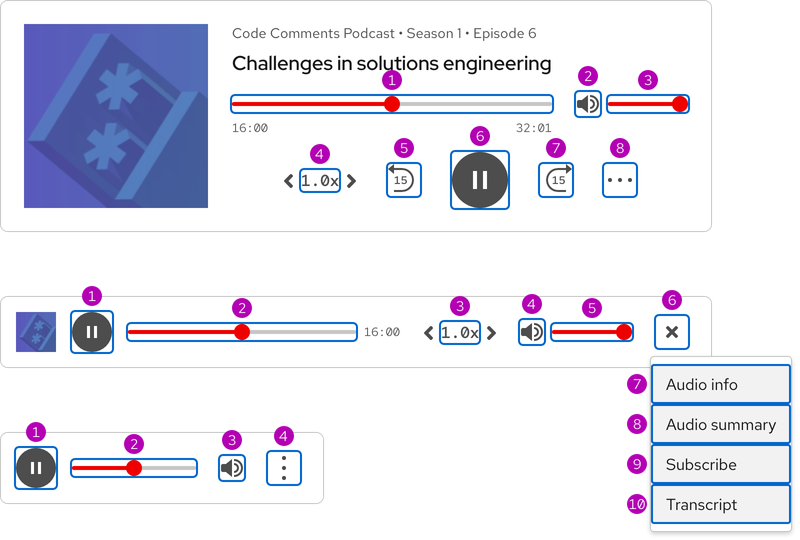 Code Comments Podcast • Season 1 • Episode 6
Challenges in solutions engineering
1 2 3
16:00 32:01
4 5 6 7 8
1.0x 15 15
1 2 3 4 5 6
16:00 1.0x
7 Audio info
8 Audio summary
9 Subscribe
10 Transcript
1 2 3 4